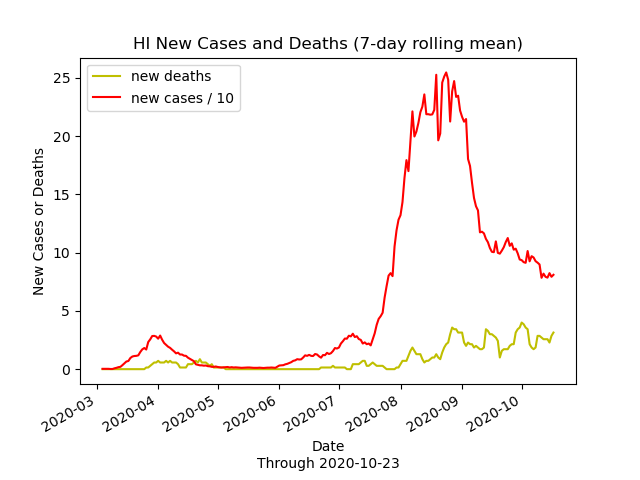 HI New Cases and Deaths (7-day rolling mean)
new deaths
new cases / 10
New Cases or Deaths
25
20
15
10
5
0
2020-03
2020-04
2020-05
2020-06
2020-07
2020-08
2020-09
2020-10
Date
Through 2020-10-23